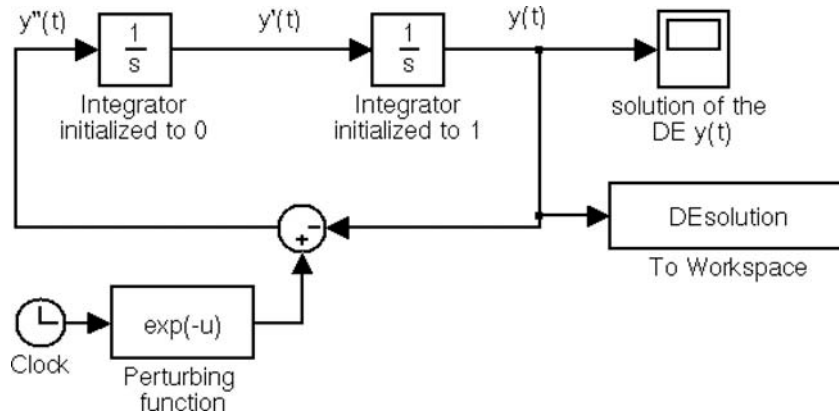 y"(t)
y'(t)
y(t)
1
s
1
s
Integrator
initialized to 0
Integrator
initialized to 1
solution of the
DE y(t)
−
+
DEsolution
To Workspace
exp(-u)
Clock
Perturbing
function